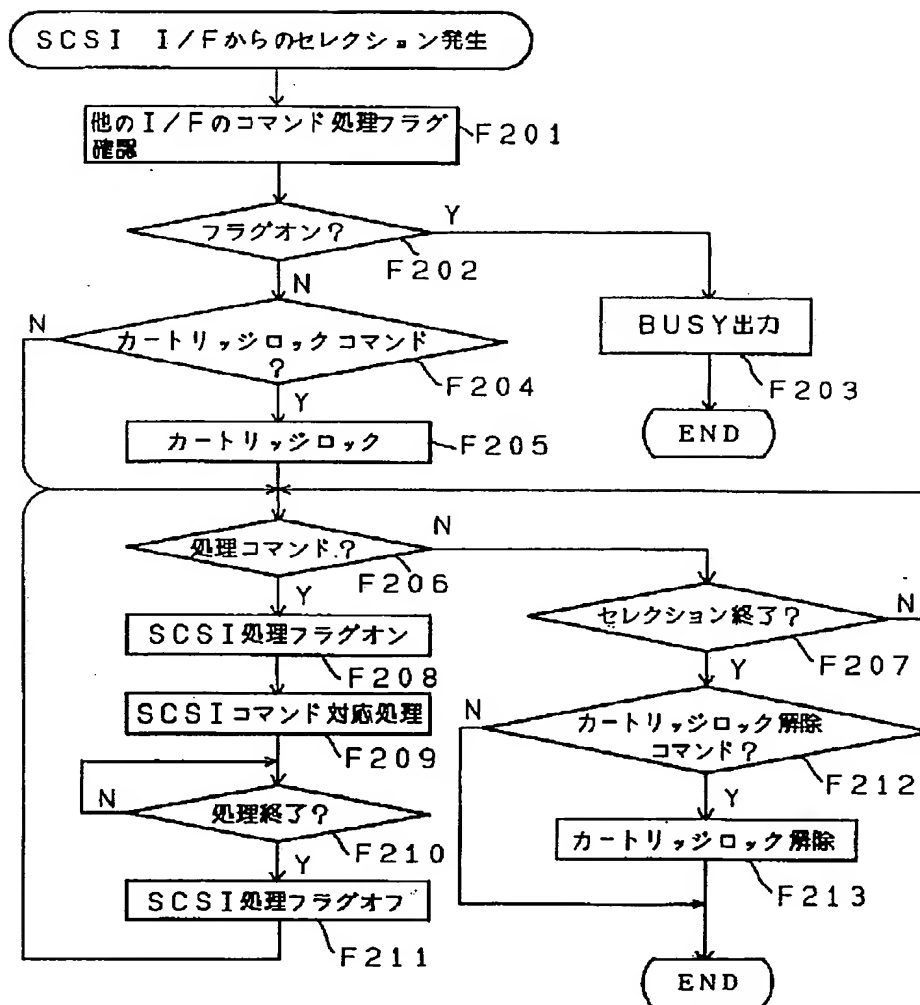 SCSI I/Fからのセレクション発生
他のI/Fのコマンド処理フラグ
確認
F201
フラグオン?
Y
F202
N
BUSY出力
F203
END
N
カートリッジロックコマンド
?
F204
Y
カートリッジロック
F205
処理コマンド?
N
F206
Y
セレクション終了?
N
F207
Y
SCSI処理フラグオン
F208
SCSIコマンド対応処理
F209
N
処理終了?
F210
Y
SCSI処理フラグオフ
F211
N
カートリッジロック解除
コマンド?
F212
Y
カートリッジロック解除
F213
END